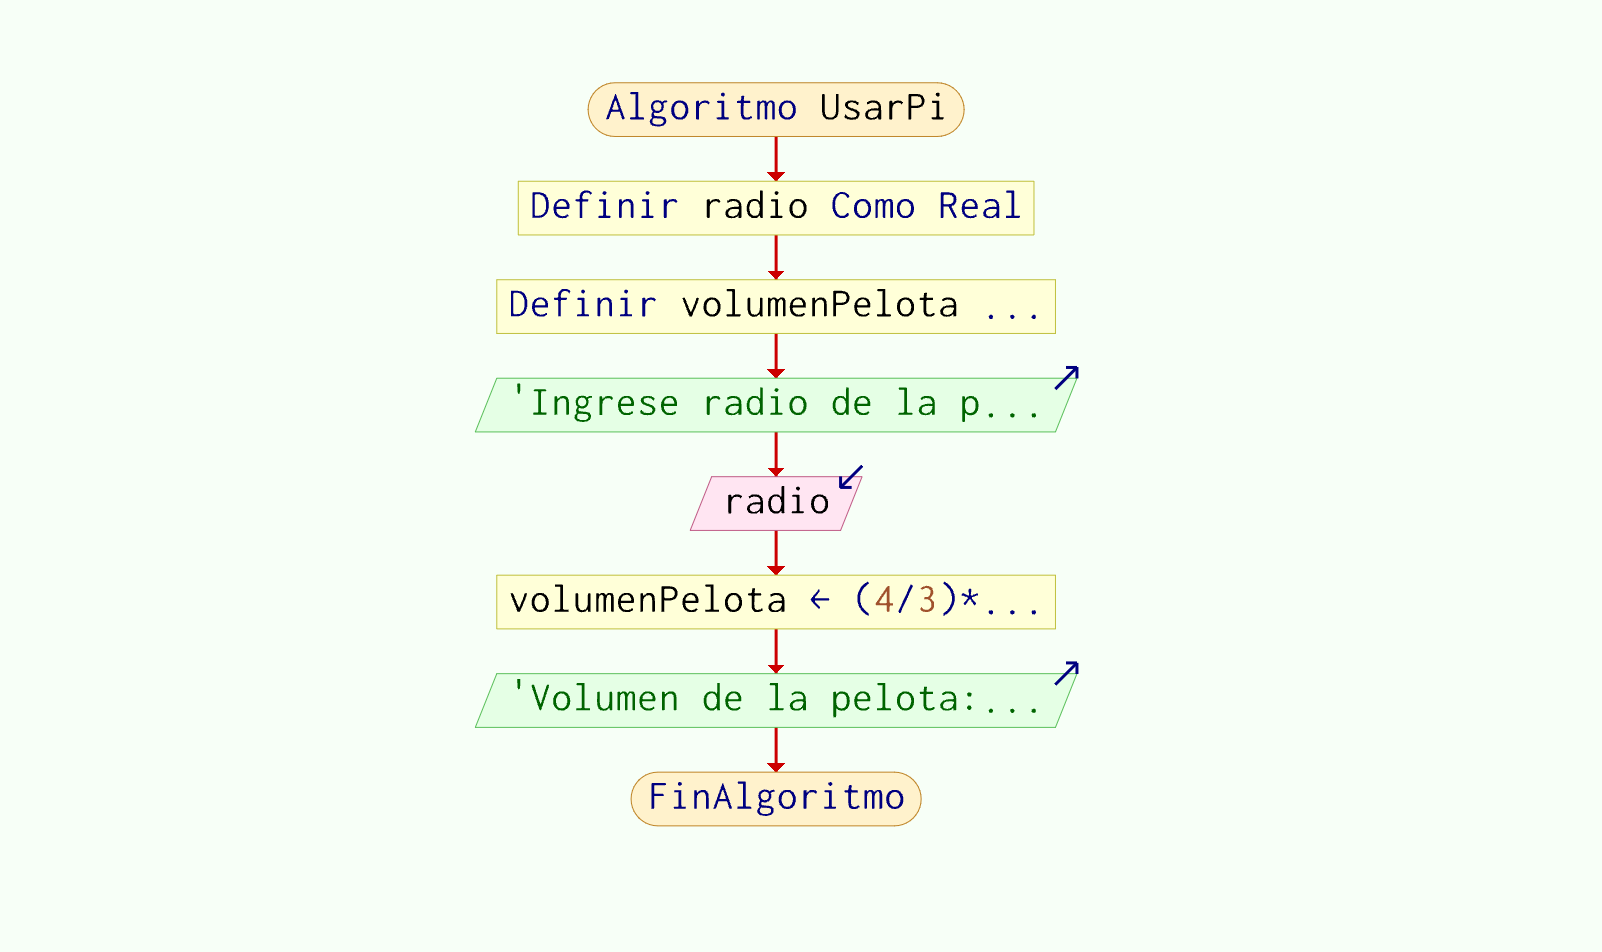 Algoritmo UsarPi
Definir radio Como Real
Definir volumenPelota ...
'Ingrese radio de la p...
radio
volumenPelota ← (4/3)*...
'Volumen de la pelota:...
FinAlgoritmo